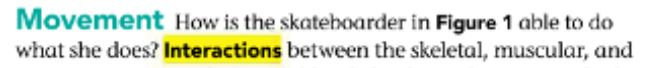 Movement How is the skateboarder in Figure 1 able to do
what she does? Interactions between the skeletal, muscular, and